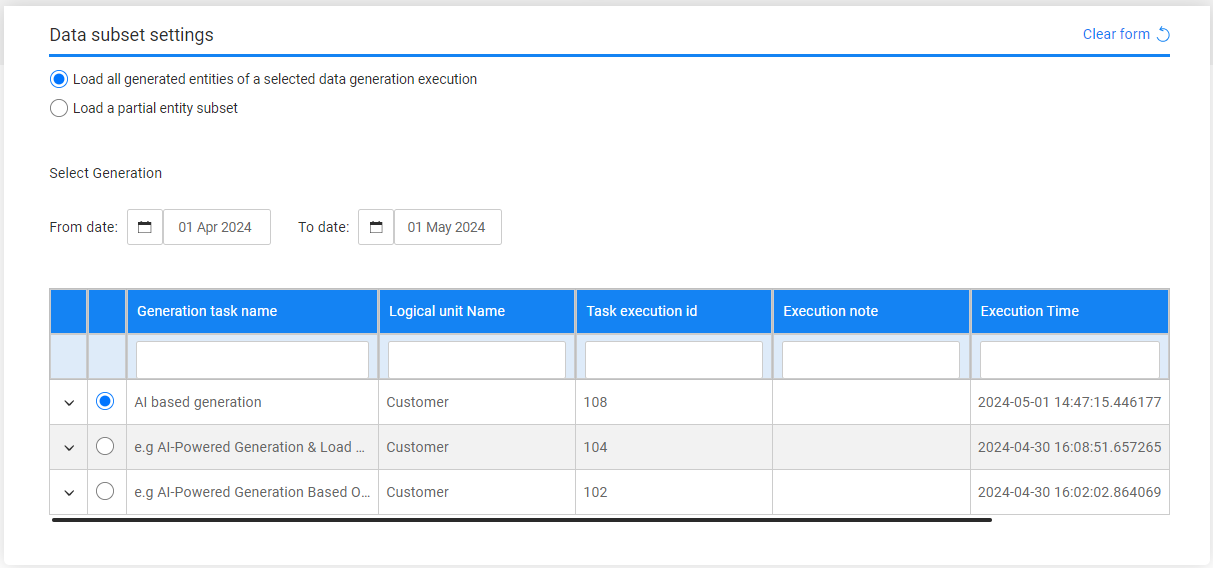 Data subset settings Clear form
Load all generated entities of a selected data generation execution
Load a partial entity subset
Select Generation
From date: 01 Apr 2024 To date: 01 May 2024
Generation task name Logical unit Name Task execution id Execution note Execution Time
AI based generation Customer 108 2024-05-01 14:47:15.446177
e.g AI-Powered Generation & Load ... Customer 104 2024-04-30 16:08:51.657265
e.g AI-Powered Generation Based O... Customer 102 2024-04-30 16:02:02.864069